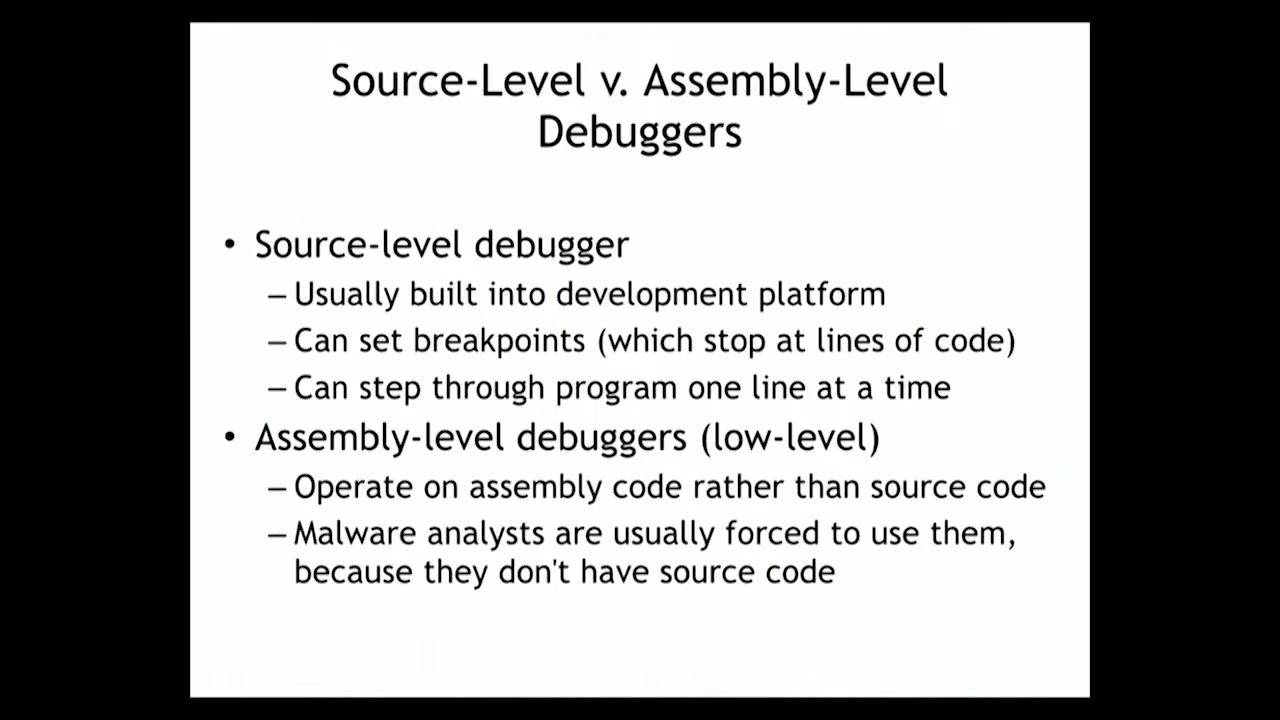 Source-Level v. Assembly-Level
Debuggers
• Source-level debugger
– Usually built into development platform
– Can set breakpoints (which stop at lines of code)
– Can step through program one line at a time
• Assembly-level debuggers (low-level)
– Operate on assembly code rather than source code
– Malware analysts are usually forced to use them,
because they don't have source code